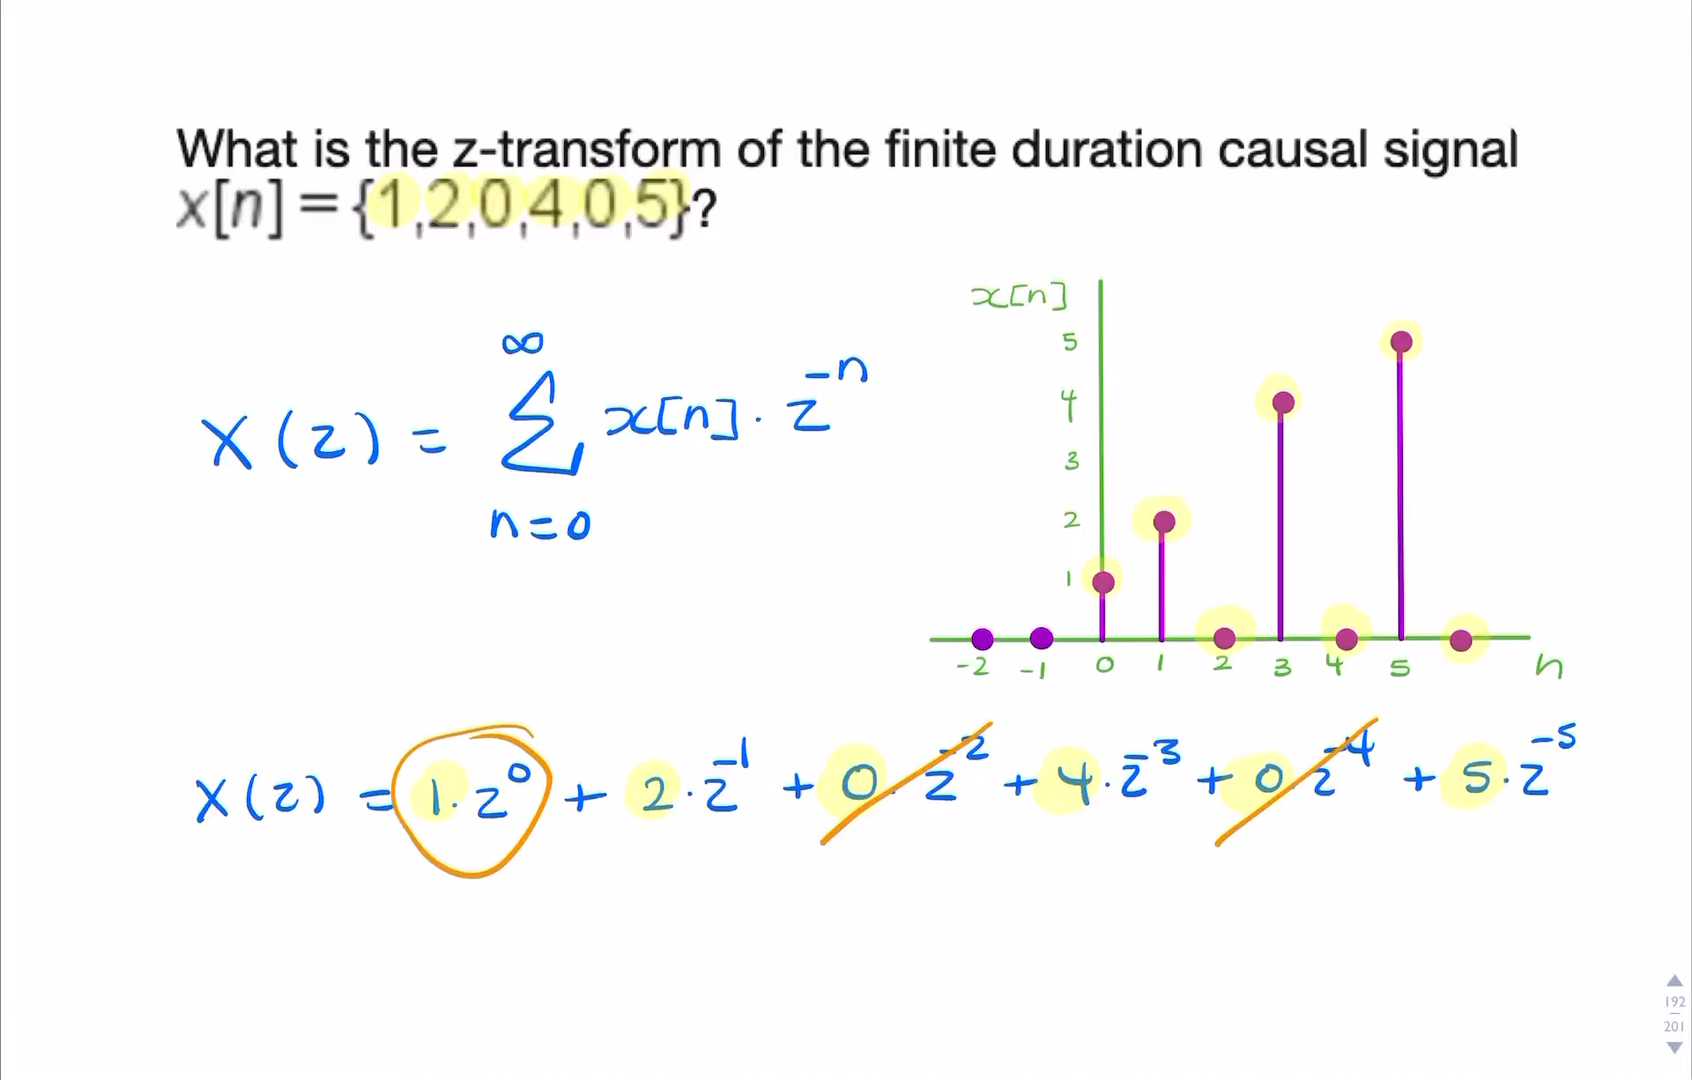 What is the z-transform of the finite duration causal signal
x[n] = {1,2,0,4,0,5}?
x[n]
5
4
3
2
1
-2 -1 0 1 2 3 4 5 n
∞
X(z) = Σ x[n] · z^-n
n=0
X(z) = 1·z^0 + 2·z^-1 + 0·z^-2 + 4·z^-3 + 0·z^-4 + 5·z^-5
192
201